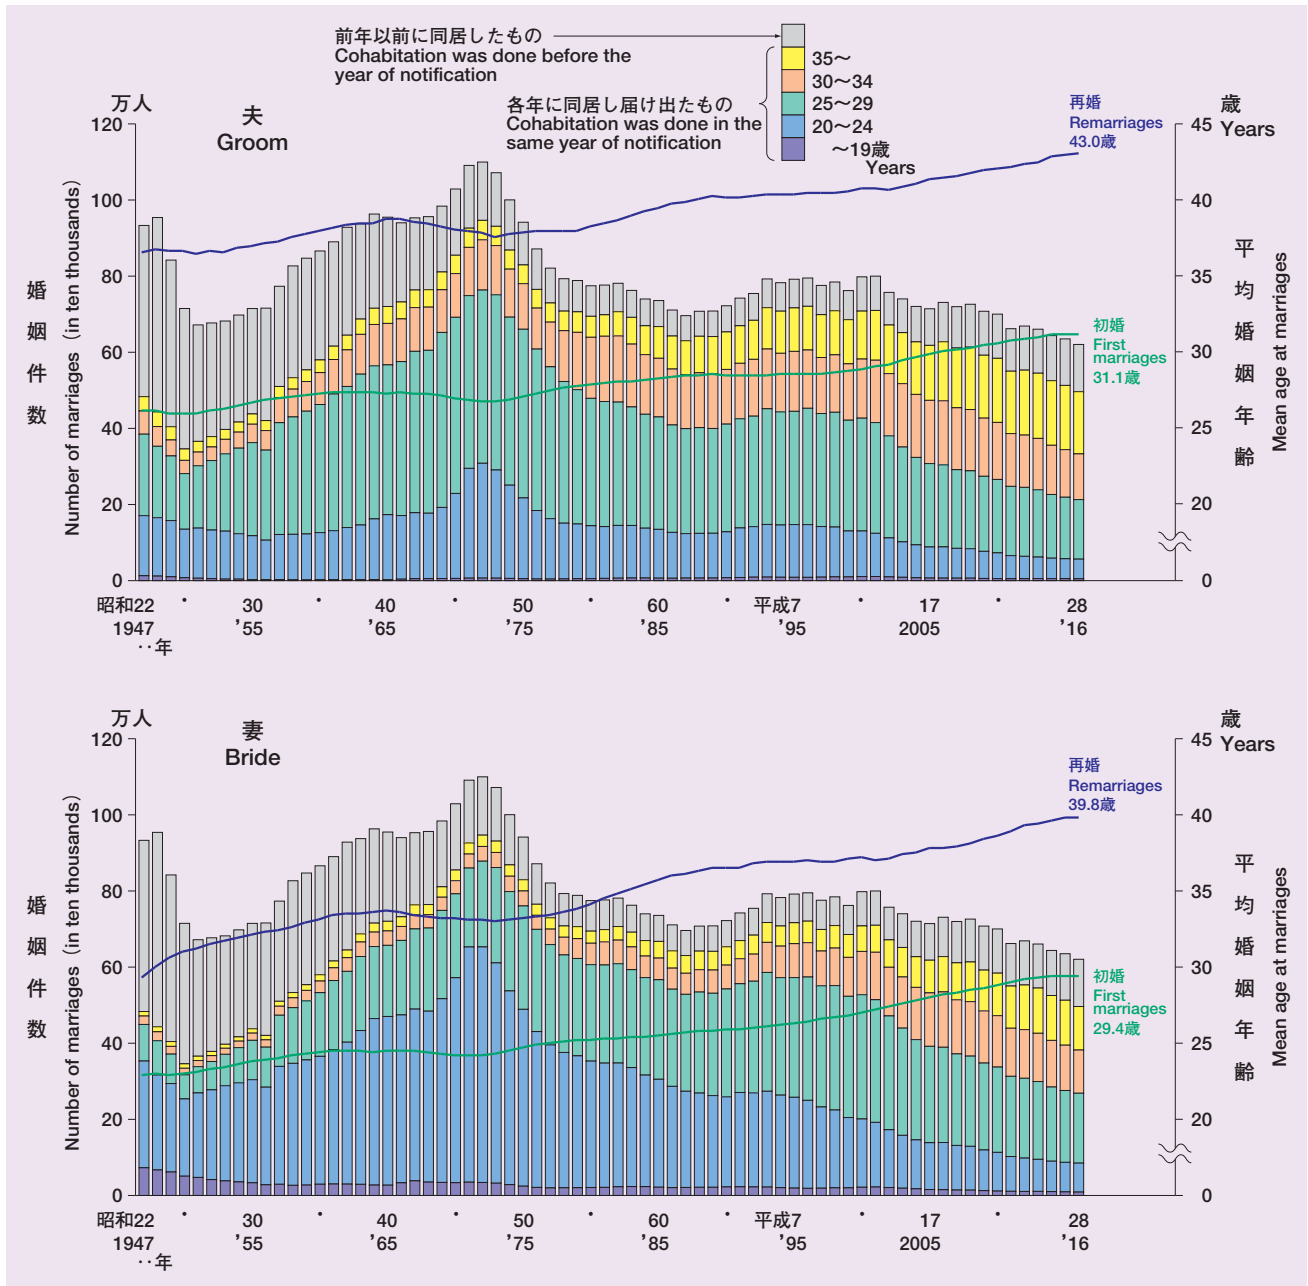 前年以前に同居したもの
Cohabitation was done before the
year of notification
各年に同居し届け出たもの
Cohabitation was done in the
same year of notification
35～
30～34
25～29
20～24
～19歳
Years
万人
夫
Groom
歳
Years
再婚
Remarriages
43.0歳
初婚
First
marriages
31.1歳
婚姻件数
Number of marriages (in ten thousands)
平均婚姻年齢
Mean age at marriages
120
100
80
60
40
20
0
45
40
35
30
25
20
0
昭和22 ・ 30 ・ 40 ・ 50 ・ 60 ・ 平成7 ・ 17 ・ 28
1947 '55 '65 '75 '85 '95 2005 '16
‥年
万人
妻
Bride
歳
Years
再婚
Remarriages
39.8歳
初婚
First
marriages
29.4歳
婚姻件数
Number of marriages (in ten thousands)
平均婚姻年齢
Mean age at marriages
120
100
80
60
40
20
0
45
40
35
30
25
20
0
昭和22 ・ 30 ・ 40 ・ 50 ・ 60 ・ 平成7 ・ 17 ・ 28
1947 '55 '65 '75 '85 '95 2005 '16
‥年